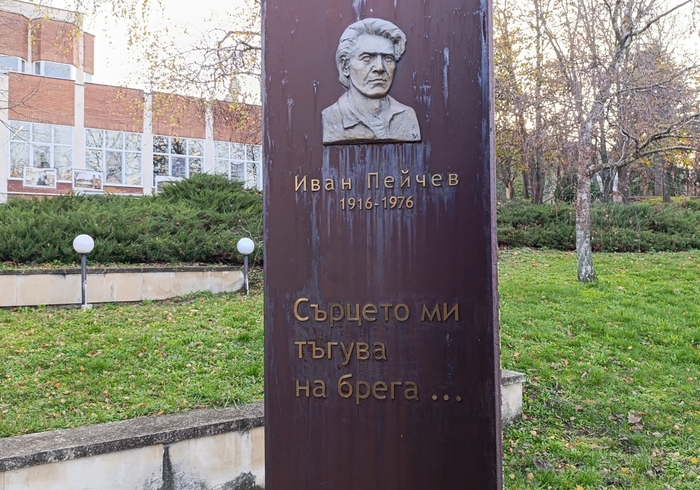 Иван Пейчев
1916-1976
Сърцето ми
тъгува
на брега ...